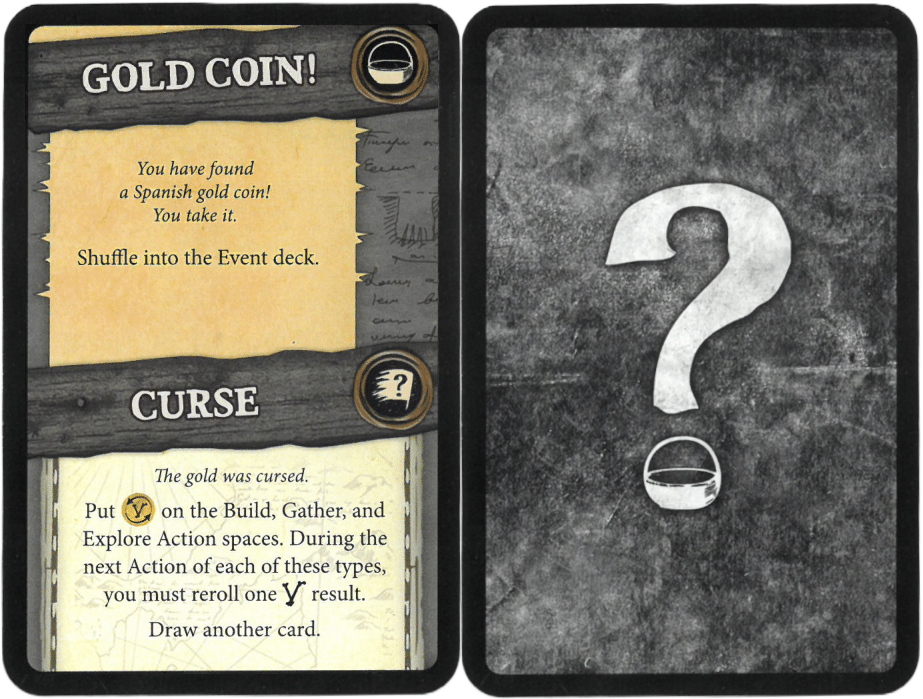 GOLD COIN!
You have found
a Spanish gold coin!
You take it.
Shuffle into the Event deck.
?
CURSE
The gold was cursed.
Put on the Build, Gather, and
Explore Action spaces. During the
next Action of each of these types,
you must reroll one result.
Draw another card.
?